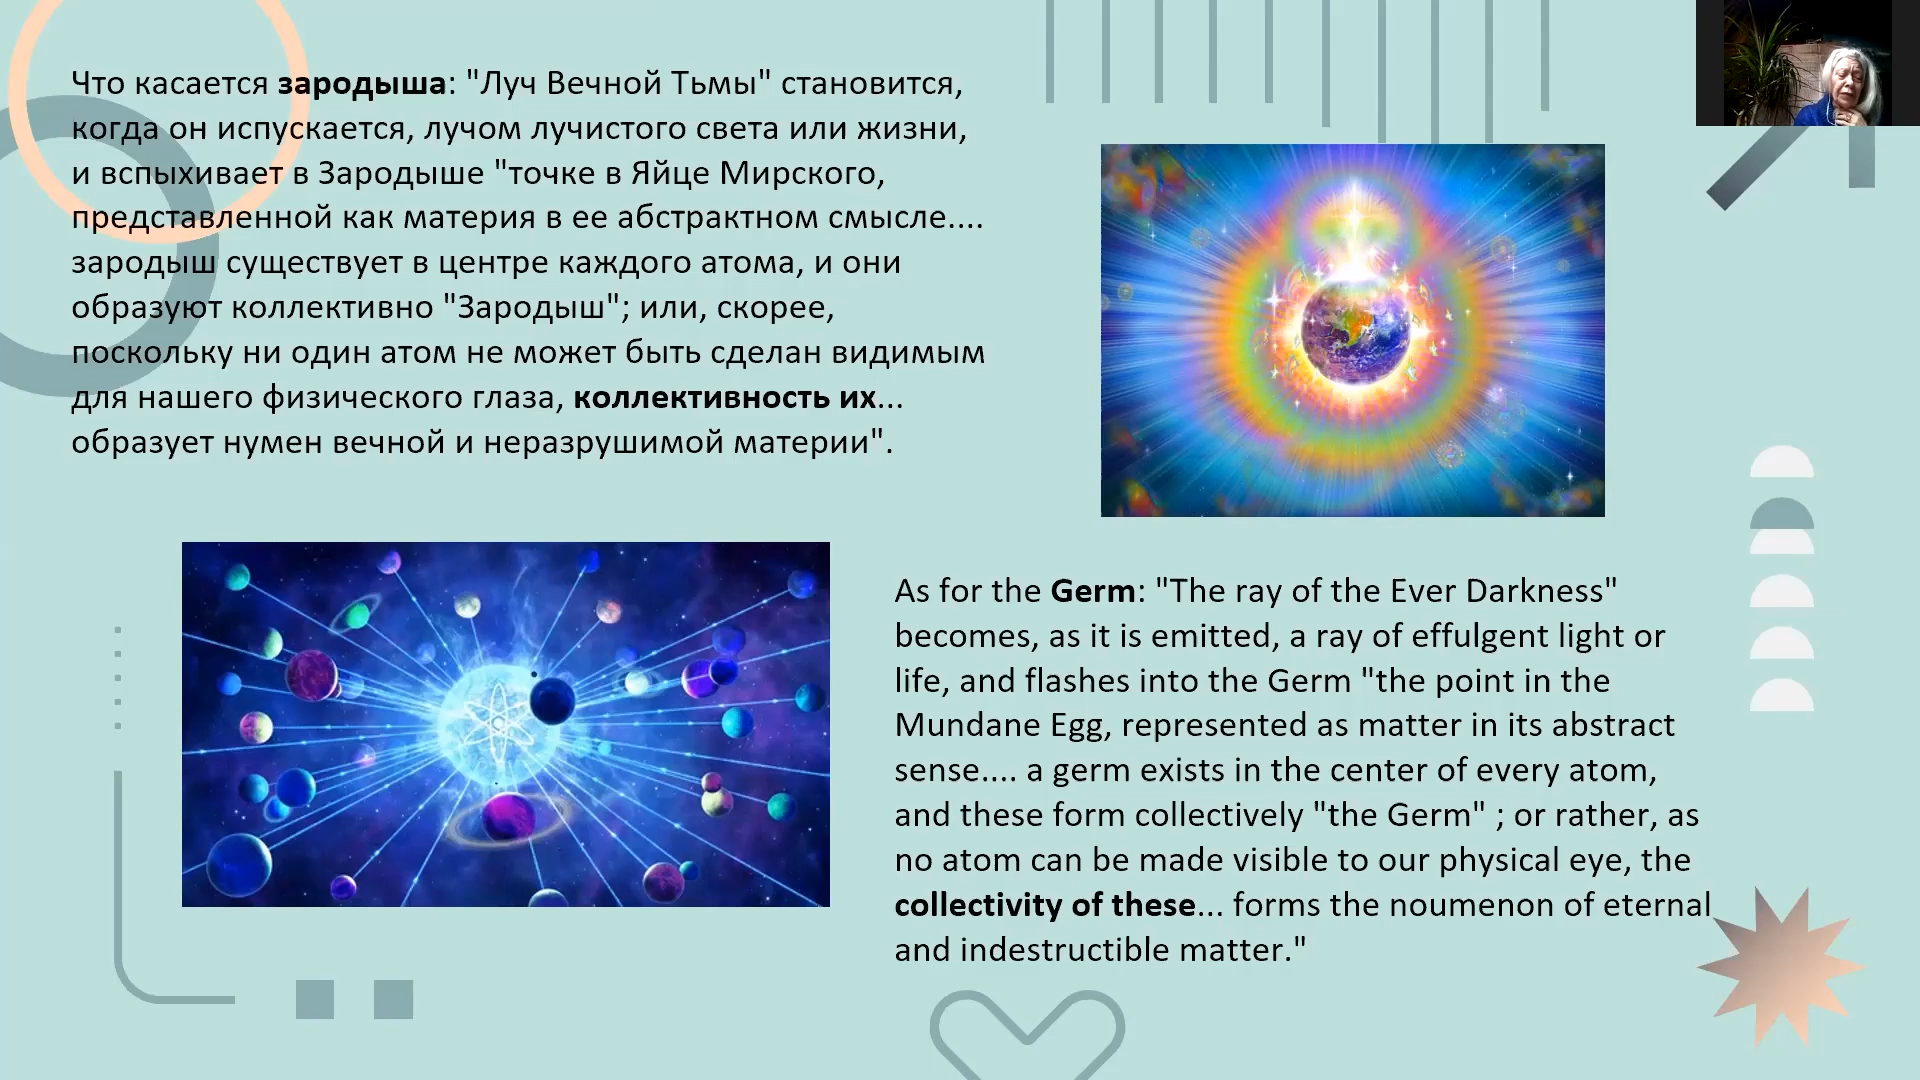 Что касается зародыша: "Луч Вечной Тьмы" становится,
когда он испускается, лучом лучистого света или жизни,
и вспыхивает в Зародыше "точке в Яйце Мирского,
представленной как материя в ее абстрактном смысле....
зародыш существует в центре каждого атома, и они
образуют коллективно "Зародыш"; или, скорее,
поскольку ни один атом не может быть сделан видимым
для нашего физического глаза, коллективность их...
образует нумен вечной и неразрушимой материи".
As for the Germ: "The ray of the Ever Darkness"
becomes, as it is emitted, a ray of effulgent light or
life, and flashes into the Germ "the point in the
Mundane Egg, represented as matter in its abstract
sense.... a germ exists in the center of every atom,
and these form collectively "the Germ" ; or rather, as
no atom can be made visible to our physical eye, the
collectivity of these... forms the noumenon of eternal
and indestructible matter."